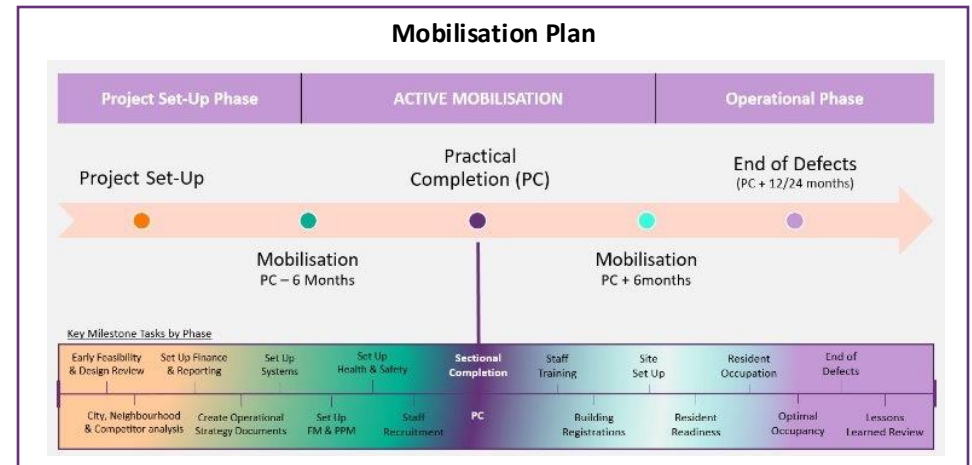 Mobilisation Plan
Project Set-Up Phase
ACTIVE MOBILISATION
Operational Phase
Project Set-Up
Practical
Completion (PC)
End of Defects
(PC + 12/24 months)
Mobilisation
PC – 6 Months
Mobilisation
PC + 6months
Key Milestone Tasks by Phase
Early Feasibility
& Design Review
Set Up Finance
& Reporting
Set Up
Systems
Set Up
Health & Safety
Sectional
Completion
Staff
Training
Site
Set Up
Resident
Occupation
End of
Defects
City, Neighbourhood
& Competitor analysis
Create Operational
Strategy Documents
Set Up
FM & PPM
Staff
Recruitment
PC
Building
Registrations
Resident
Readiness
Optimal
Occupancy
Lessons
Learned Review